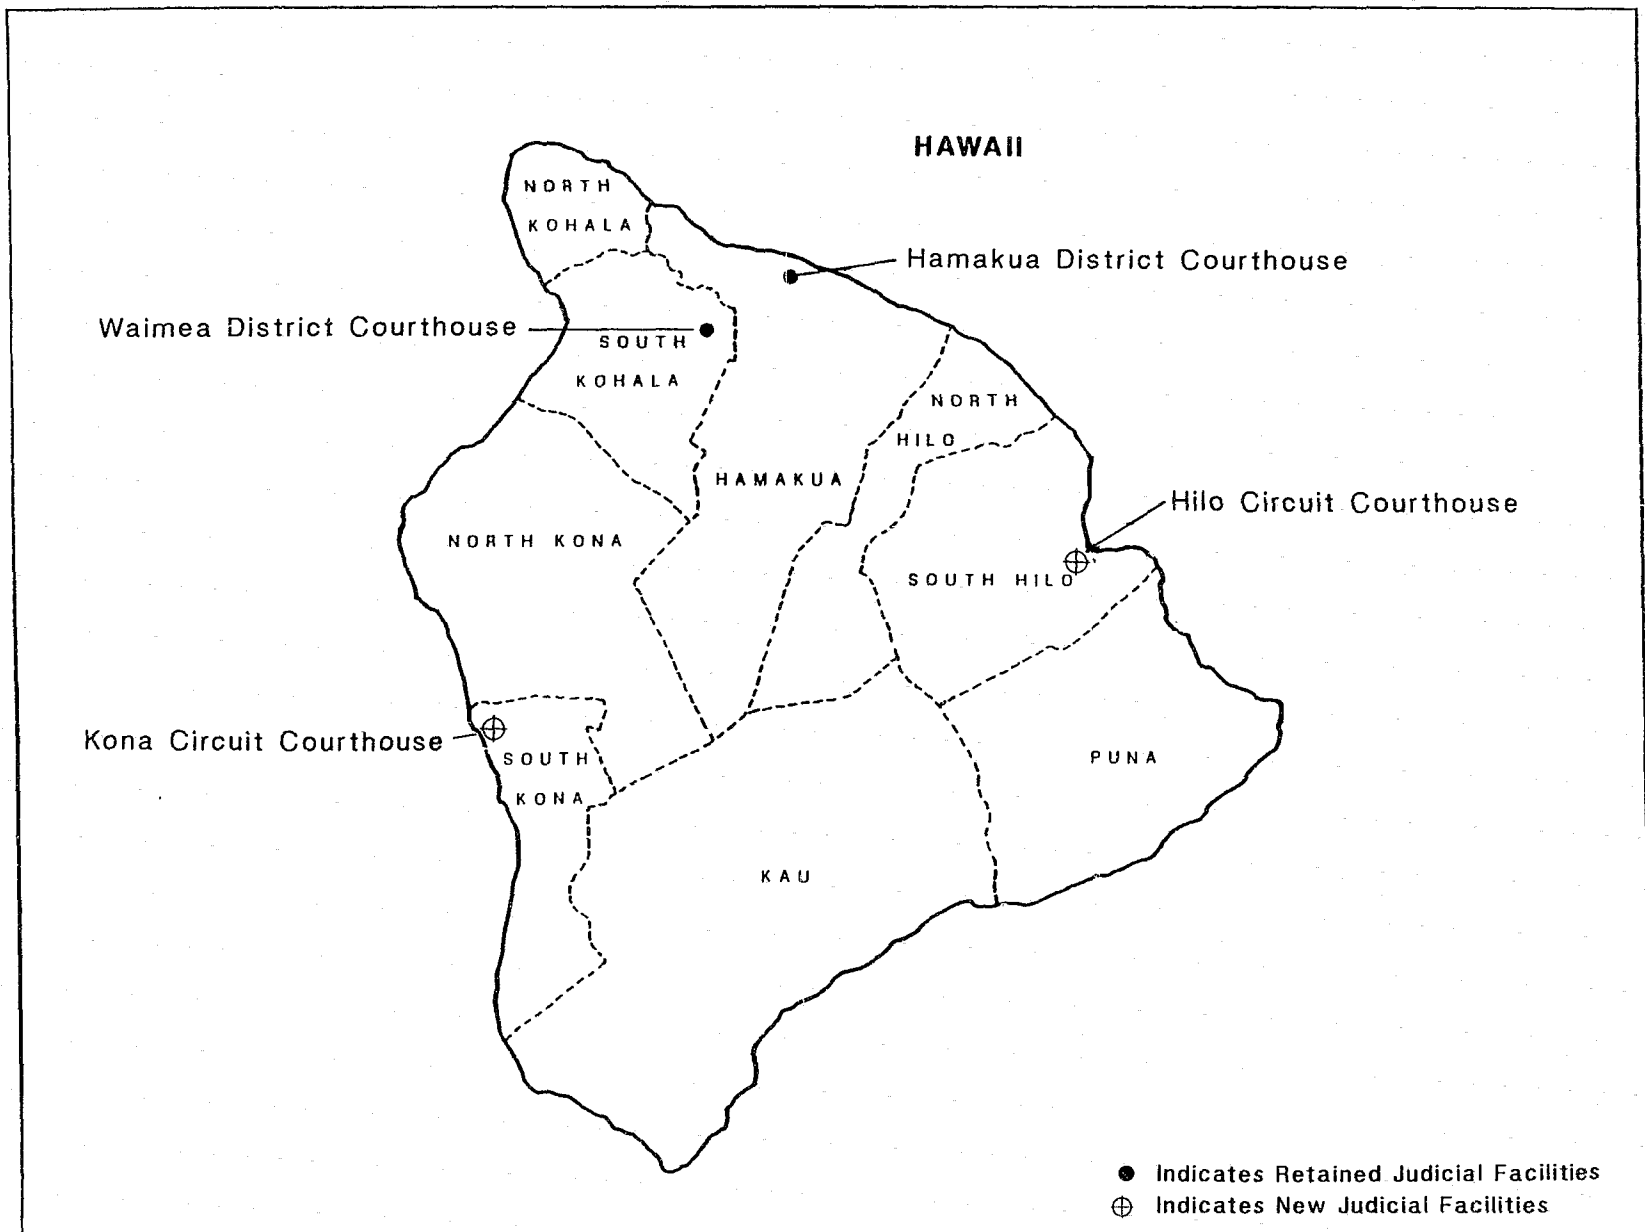 HAWAII
NORTH
KOHALA
Hamakua District Courthouse
Waimea District Courthouse
SOUTH
KOHALA
NORTH
HILO
HAMAKUA
Hilo Circuit Courthouse
NORTH KONA
SOUTH HILO
Kona Circuit Courthouse
SOUTH
KONA
PUNA
KAU
Indicates Retained Judicial Facilities
Indicates New Judicial Facilities